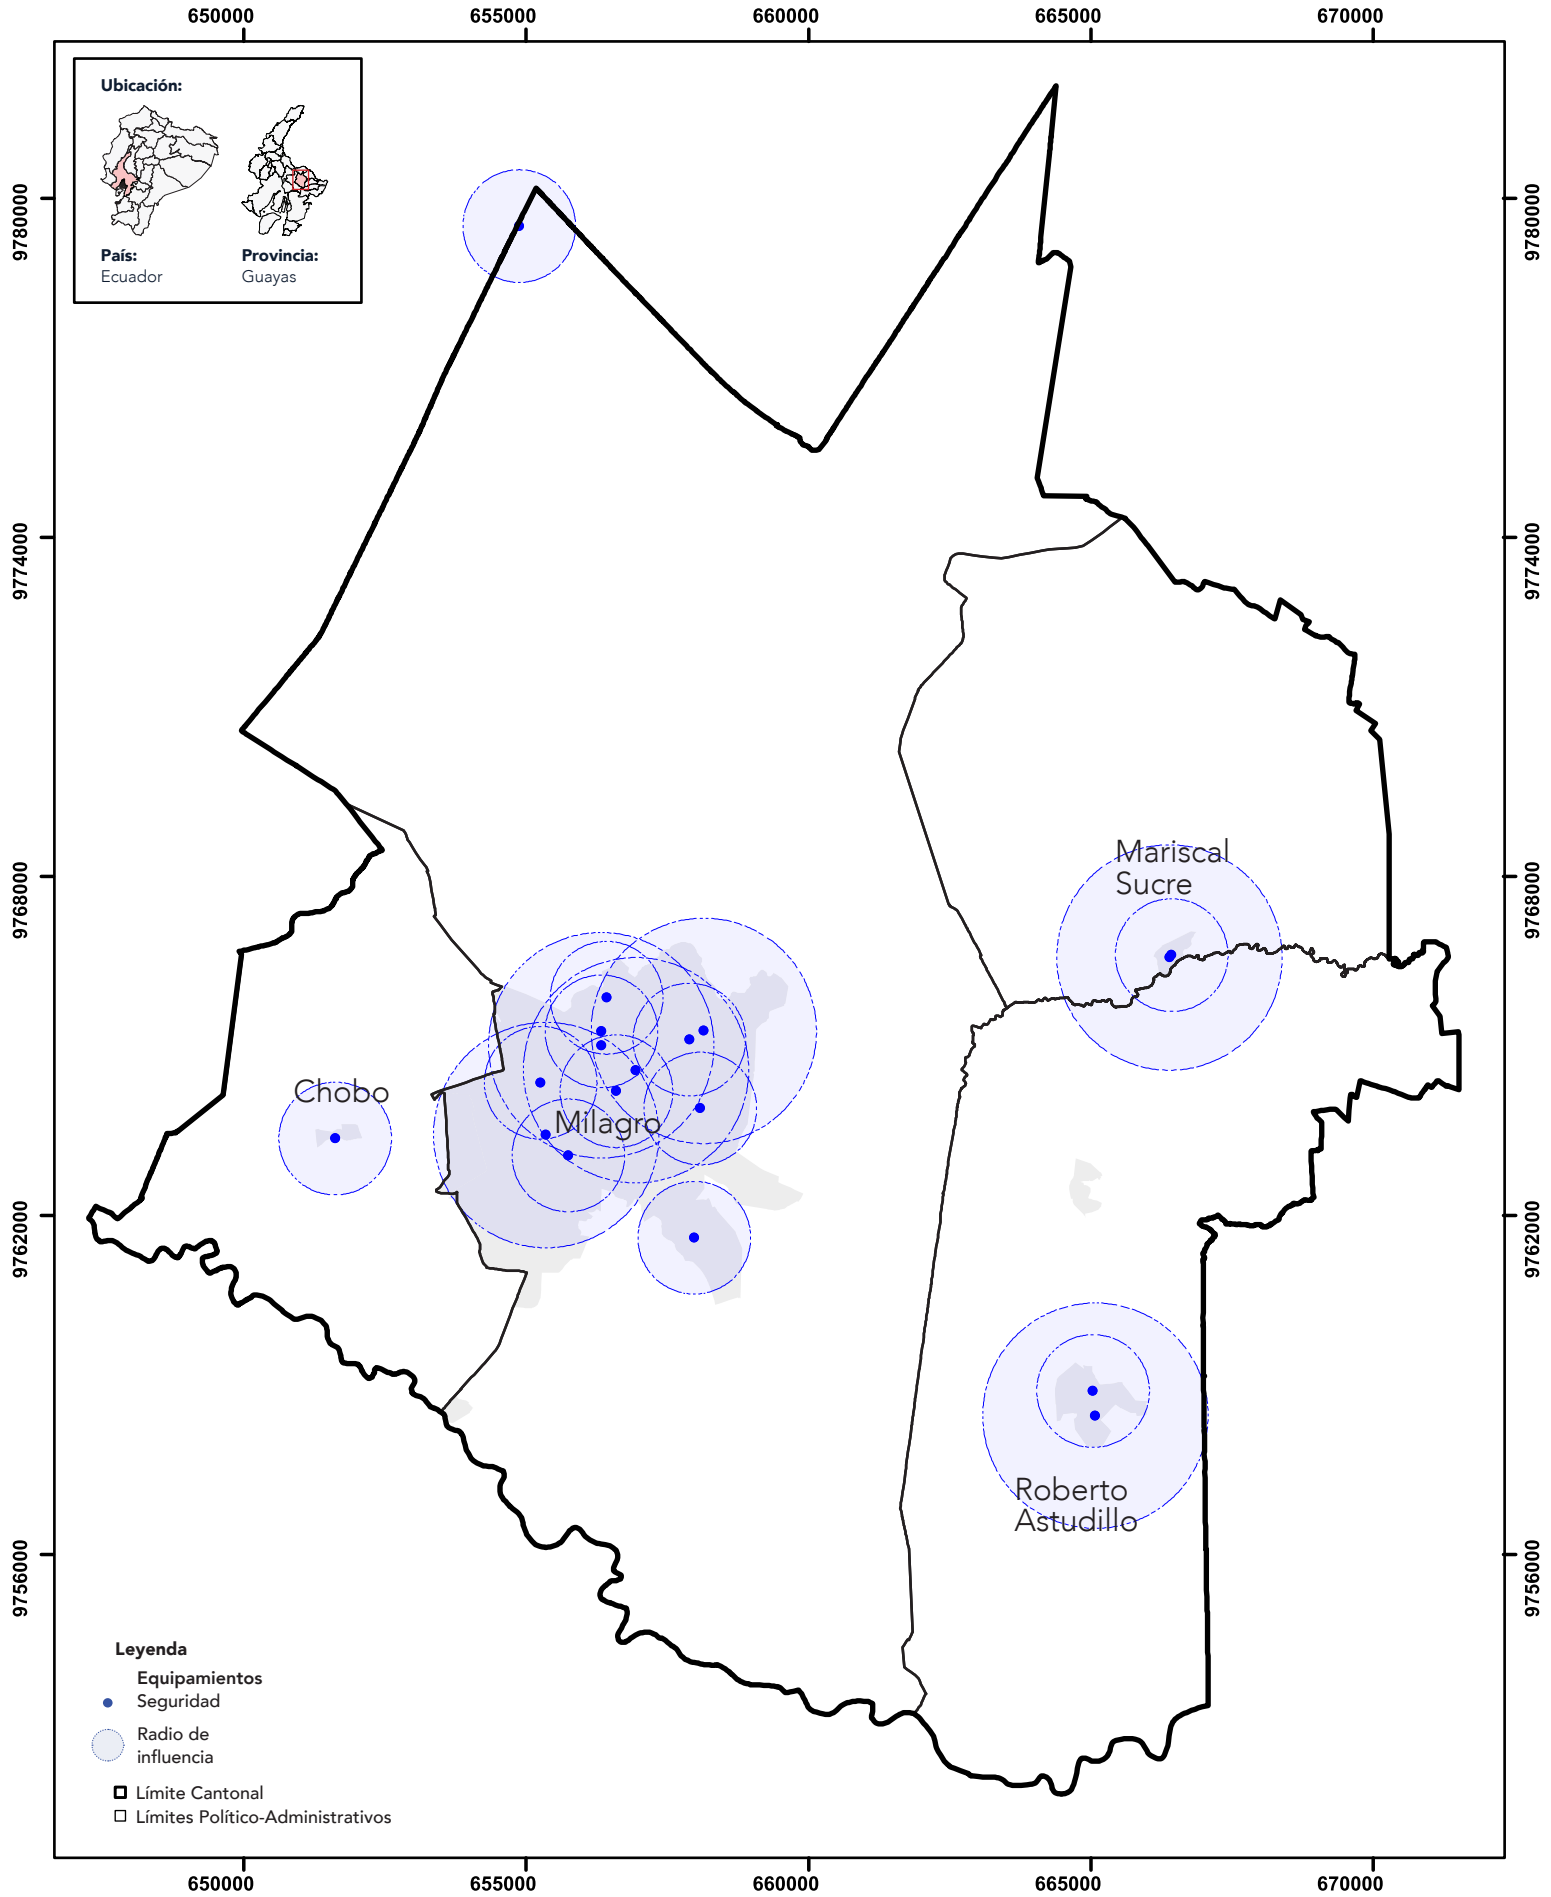 650000
655000
660000
665000
670000
Ubicación:
País:
Ecuador
Provincia:
Guayas
9780000
9780000
9774000
9774000
9768000
9768000
Mariscal
Sucre
Chobo
Milagro
9762000
9762000
Roberto
Astudillo
9756000
9756000
Leyenda
Equipamientos
Seguridad
Radio de
influencia
Límite Cantonal
Límites Político-Administrativos
650000
655000
660000
665000
670000